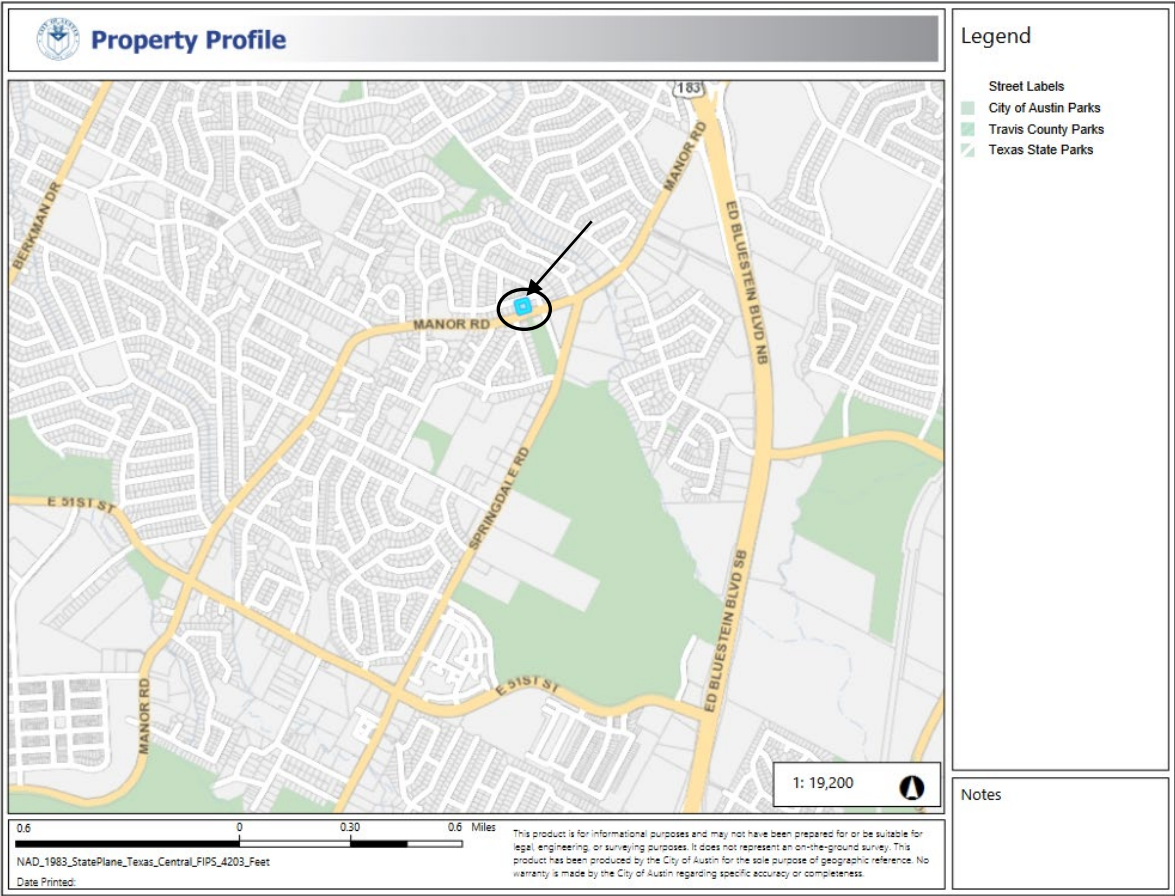 Property Profile
Legend
Street Labels
City of Austin Parks
Travis County Parks
Texas State Parks
183
MANOR RD
BERKMAN DR
ED BLUESTEIN BLVD NB
MANOR RD
SPRINGDALE RD
E 51ST ST
ED BLUESTEIN BLVD SB
E 51ST ST
MANOR RD
1: 19,200
Notes
0.6 0 0.30 0.6 Miles
NAD_1983_StatePlane_Texas_Central_FIPS_4203_Feet
Date Printed:
This product is for informational purposes and may not have been prepared for or be suitable for
legal, engineering, or surveying purposes. It does not represent an on-the-ground survey. This
product has been produced by the City of Austin for the sole purpose of geographic reference. No
warranty is made by the City of Austin regarding specific accuracy or completeness.